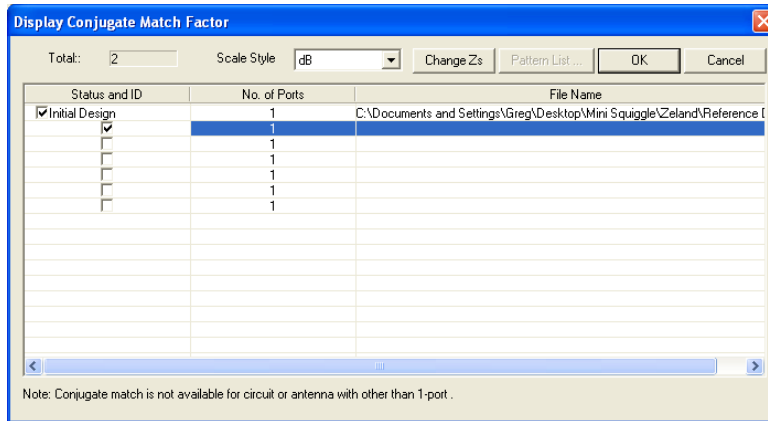 Display Conjugate Match Factor
Total:: 2 Scale Style dB Change Zs Pattern List ... OK Cancel
Status and ID No. of Ports File Name
Initial Design 1 C:\Documents and Settings\Greg\Desktop\Mini Squiggle\Zeland\Reference
1
1
1
1
1
1
Note: Conjugate match is not available for circuit or antenna with other than 1-port .